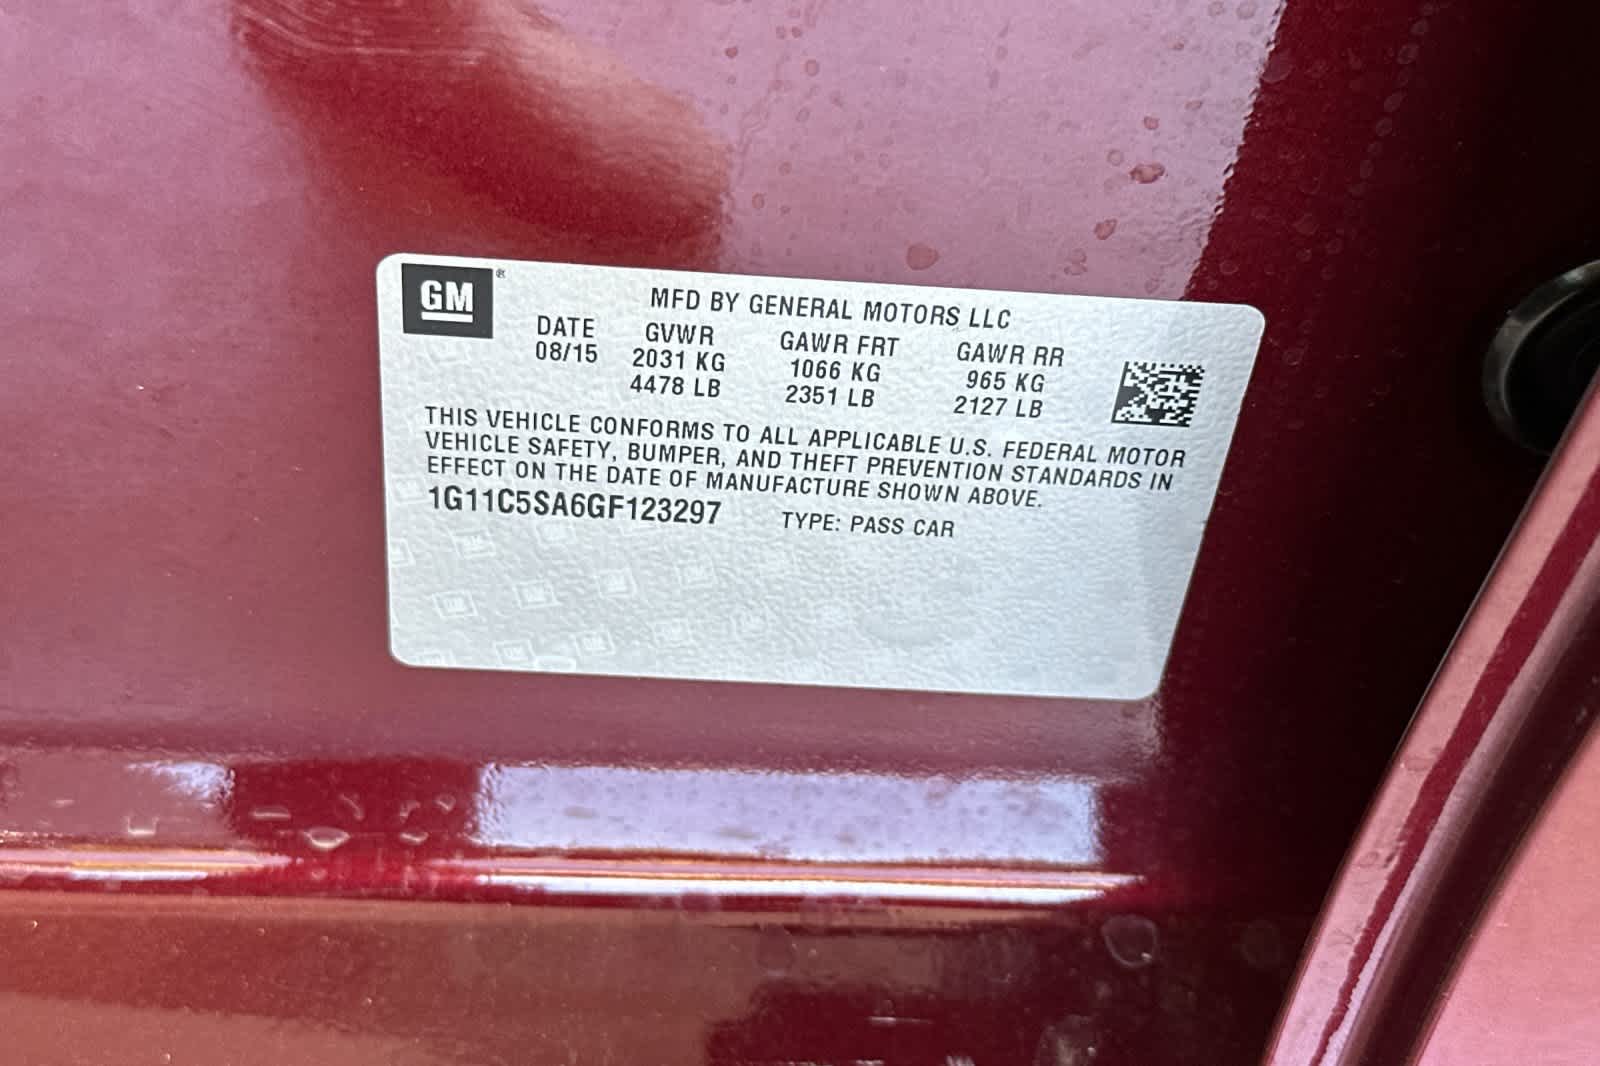 GM®
MFD BY GENERAL MOTORS LLC
DATE GVWR GAWR FRT GAWR RR
08/15 2031 KG 1066 KG 965 KG
4478 LB 2351 LB 2127 LB
THIS VEHICLE CONFORMS TO ALL APPLICABLE U.S. FEDERAL MOTOR
VEHICLE SAFETY, BUMPER, AND THEFT PREVENTION STANDARDS IN
EFFECT ON THE DATE OF MANUFACTURE SHOWN ABOVE.
1G11C5SA6GF123297 TYPE: PASS CAR